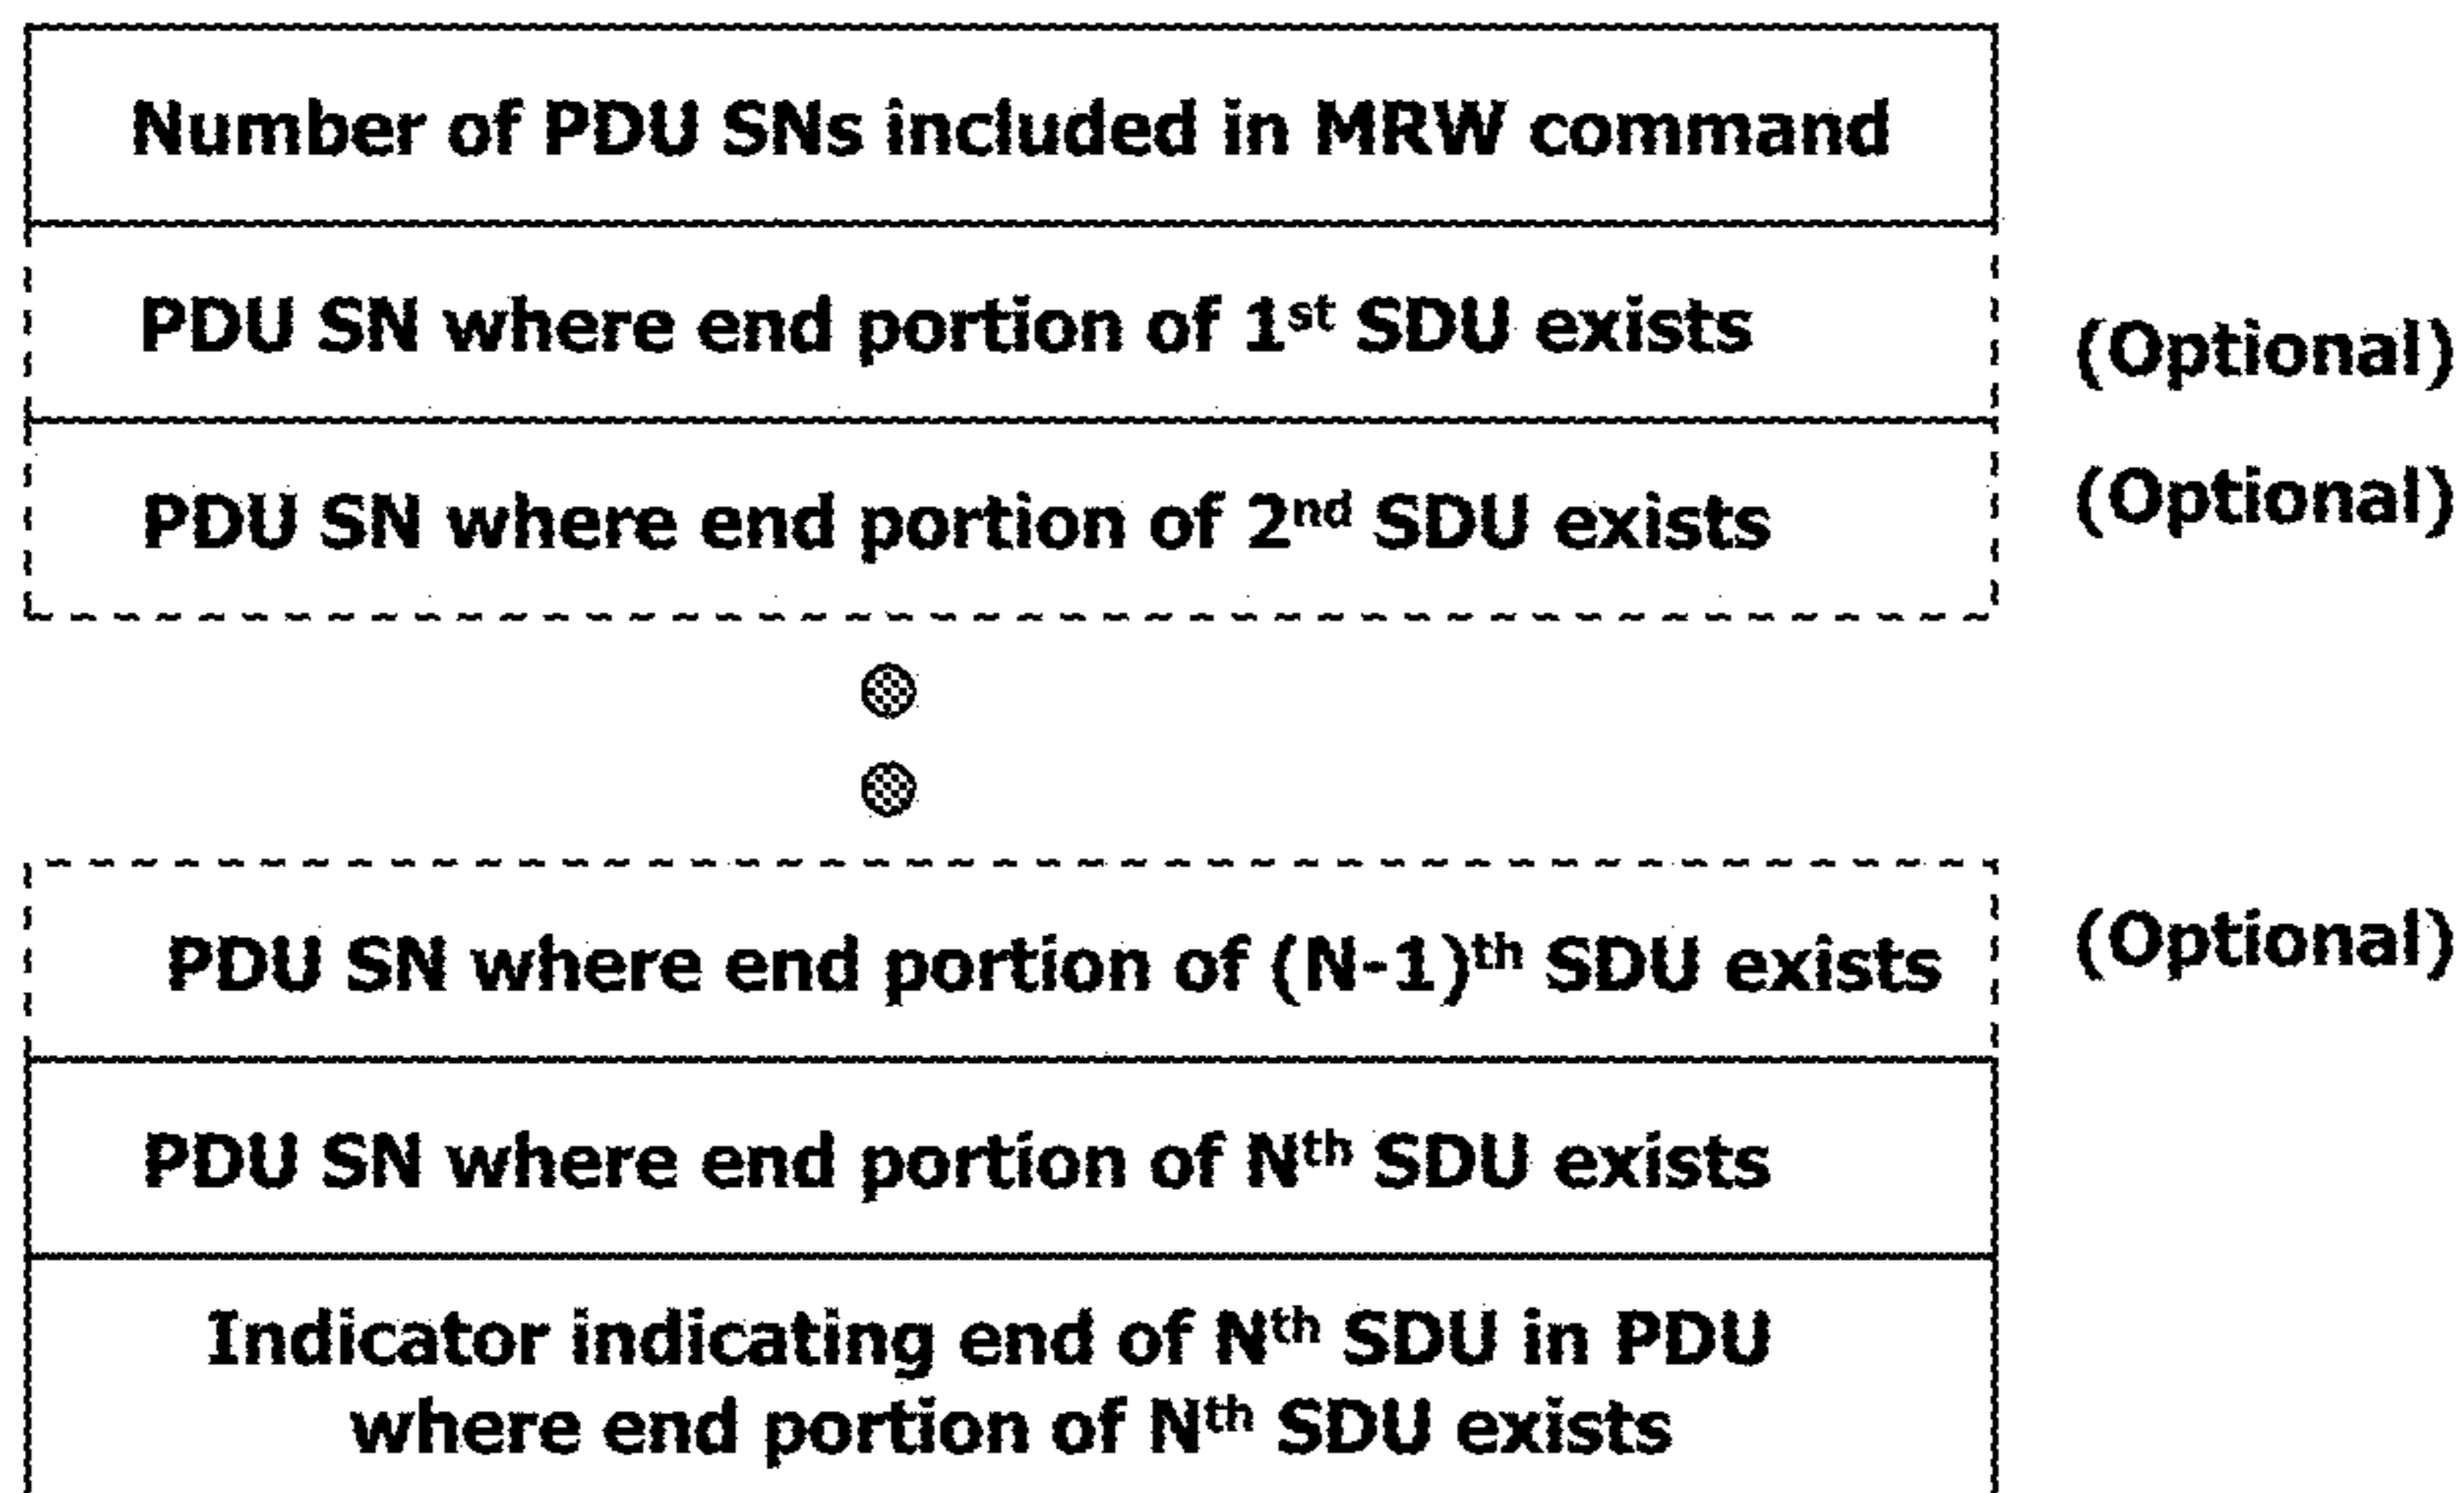 Number of PDU SNs included in MRW command
PDU SN where end portion of 1st SDU exists
(Optional)
PDU SN where end portion of 2nd SDU exists
(Optional)
PDU SN where end portion of (N-1)th SDU exists
(Optional)
PDU SN where end portion of Nth SDU exists
Indicator indicating end of Nth SDU in PDU
where end portion of Nth SDU exists